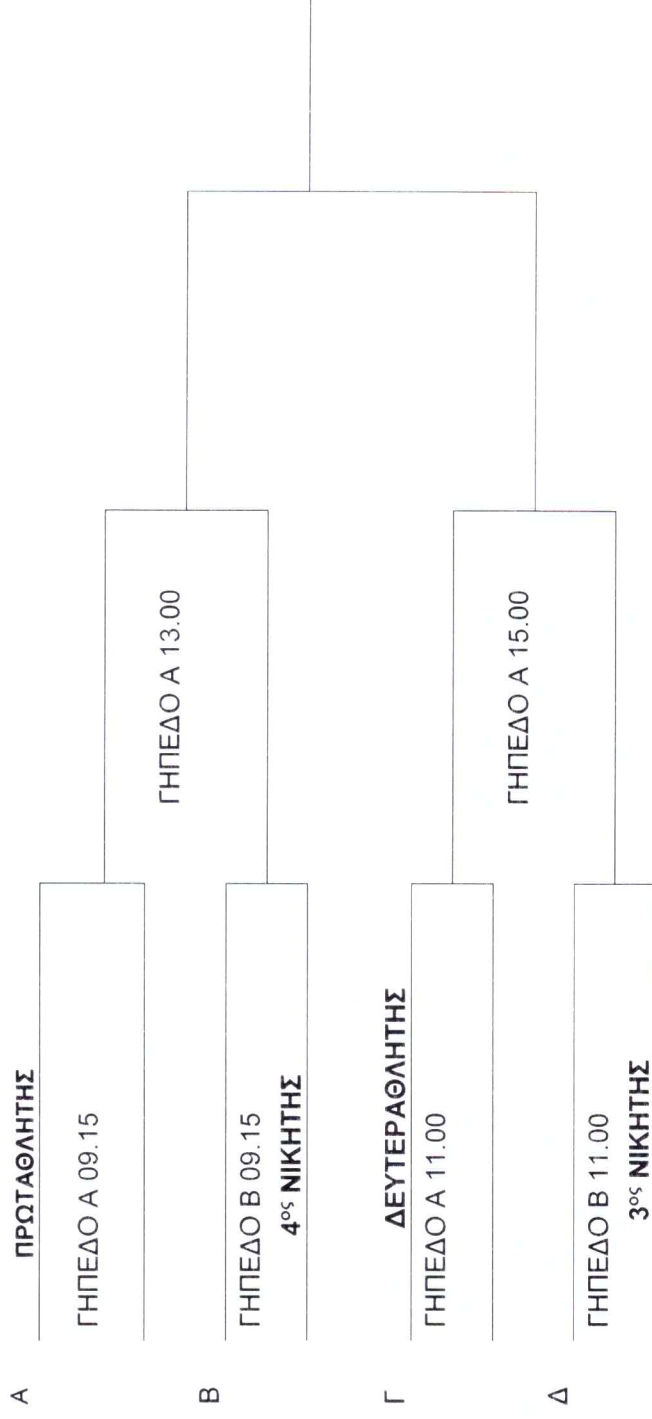 Α
ΠΡΩΤΑΘΛΗΤΗΣ
ΓΗΠΕΔΟ Α 09.15
ΓΗΠΕΔΟ Α 13.00
Β
ΓΗΠΕΔΟ Β 09.15
4ος ΝΙΚΗΤΗΣ
Γ
ΔΕΥΤΕΡΑΘΛΗΤΗΣ
ΓΗΠΕΔΟ Α 11.00
ΓΗΠΕΔΟ Α 15.00
Δ
ΓΗΠΕΔΟ Β 11.00
3ος ΝΙΚΗΤΗΣ